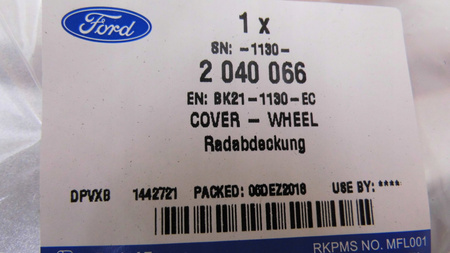 Ford
1 x
SN: -1130-
2 040 066
EN: BK21-1130-EC
COVER - WHEEL
Radabdeckung
DPVXB 1442721 PACKED: 06DEZ2016 USE BY: ****
RKPMS NO. MFL001